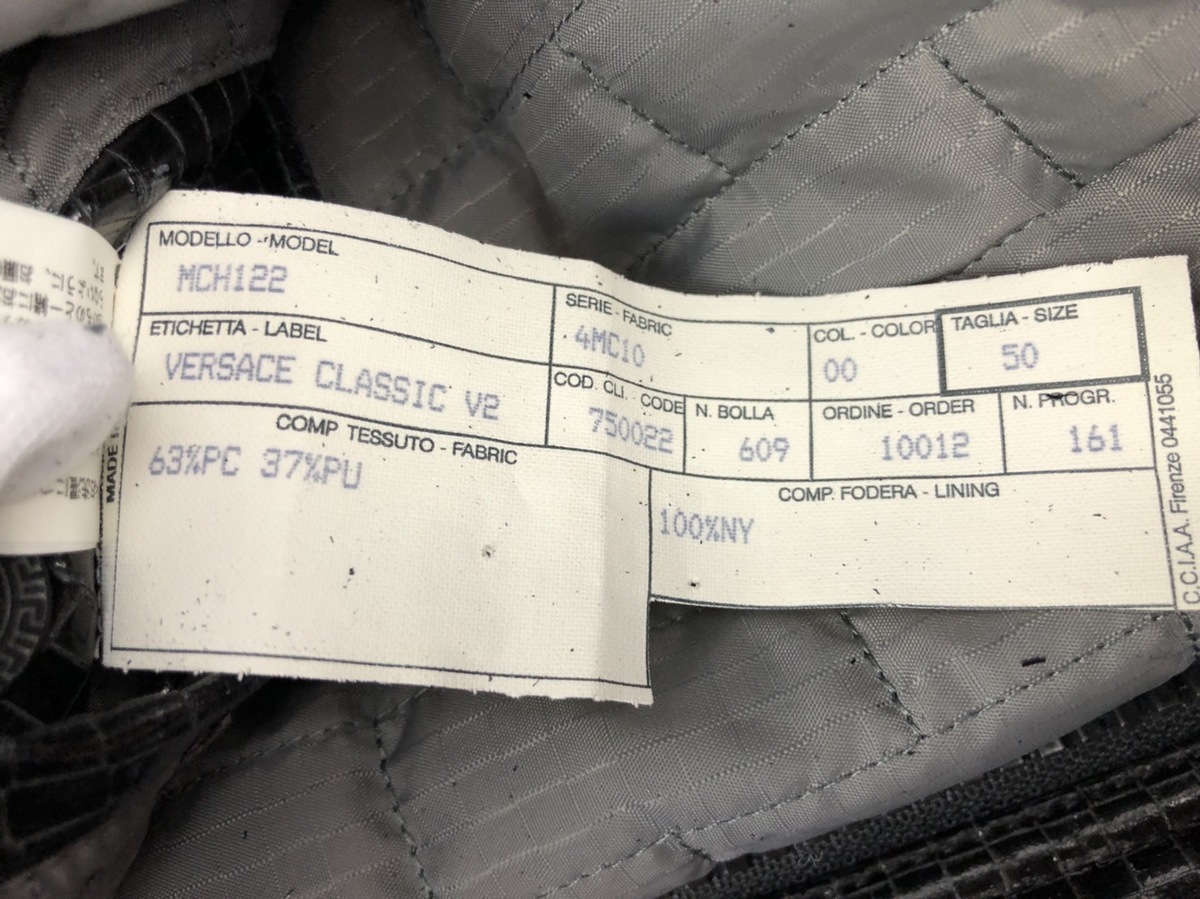 MODELLO - MODEL
MCH122
SERIE - FABRIC
4MC10
COL. - COLOR
00
TAGLIA - SIZE
50
ETICHETTA - LABEL
VERSACE CLASSIC V2
COD. CLI. CODE
750022
N. BOLLA
609
ORDINE - ORDER
10012
N. PROGR.
161
COMP TESSUTO - FABRIC
63%PC 37%PU
COMP. FODERA - LINING
100%NY
MADE
C.C.I.A.A. Firenze 0441055